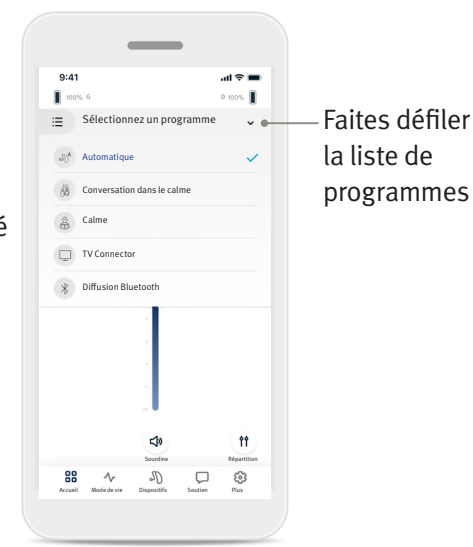 9:41
100% G
D 100%
Sélectionnez un programme
Automatique
Conversation dans le calme
Calme
TV Connector
Diffusion Bluetooth
Sourdine
Répartition
Accueil
Mode de vie
Dispositifs
Soutien
Plus
Faites défiler
la liste de
programmes
é